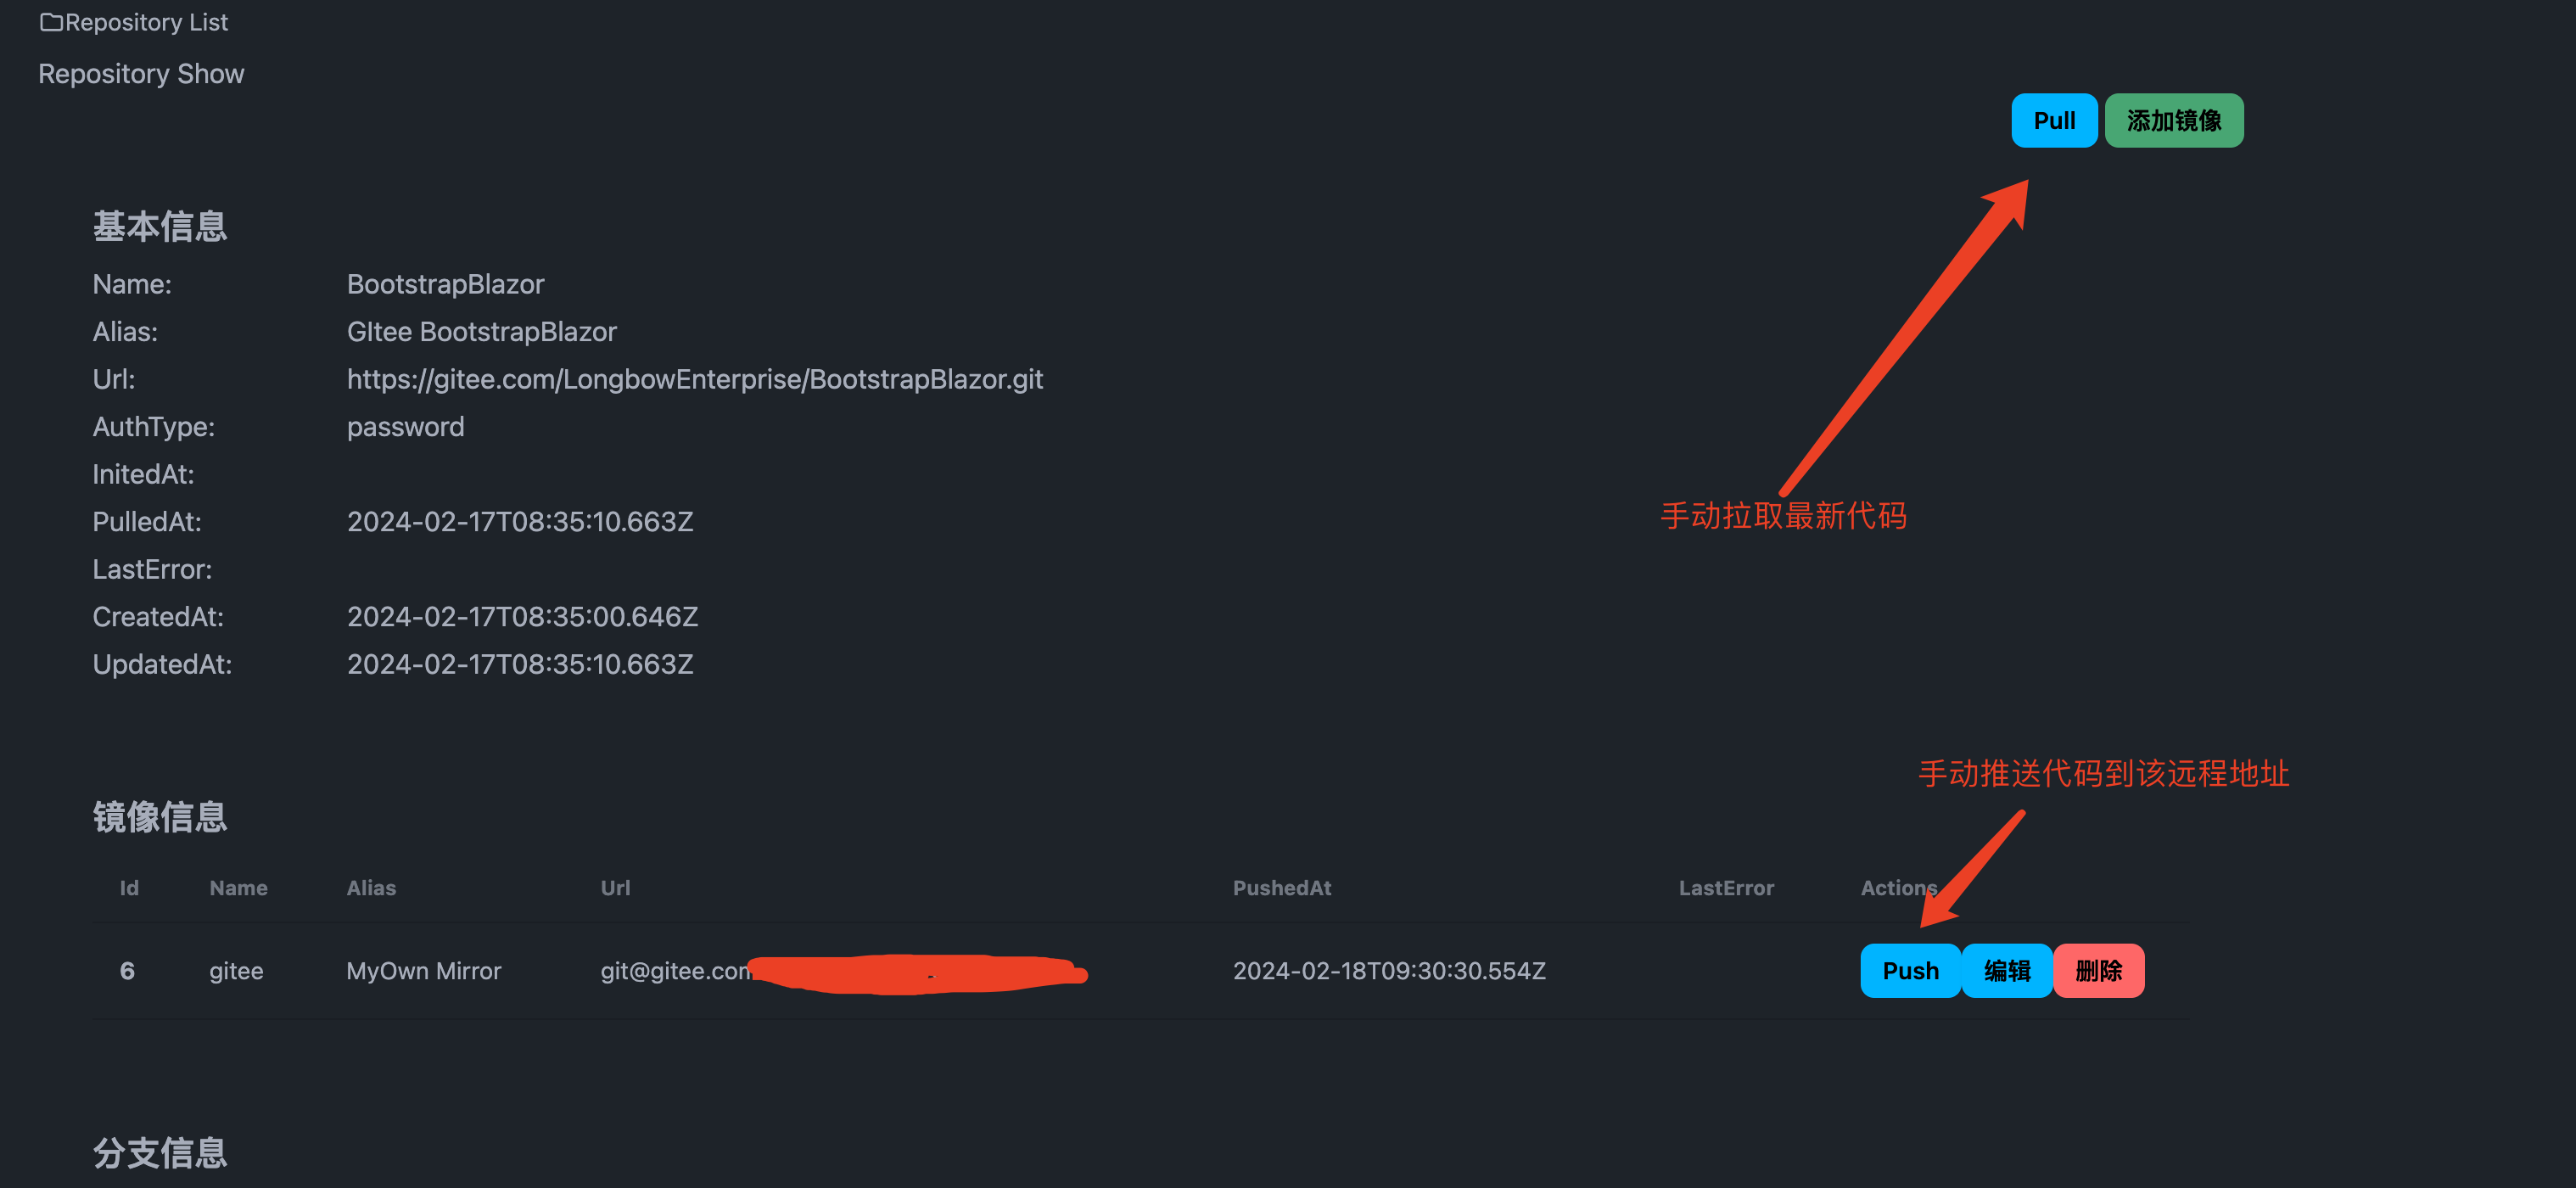 Repository List
Repository Show
Pull 添加镜像
基本信息
Name: BootstrapBlazor
Alias: GItee BootstrapBlazor
Url: https://gitee.com/LongbowEnterprise/BootstrapBlazor.git
AuthType: password
InitedAt:
手动拉取最新代码
PulledAt: 2024-02-17T08:35:10.663Z
LastError:
CreatedAt: 2024-02-17T08:35:00.646Z
UpdatedAt: 2024-02-17T08:35:10.663Z
手动推送代码到该远程地址
镜像信息
Id Name Alias Url PushedAt LastError Actions
6 gitee MyOwn Mirror git@gitee.com 2024-02-18T09:30:30.554Z Push 编辑 删除
分支信息